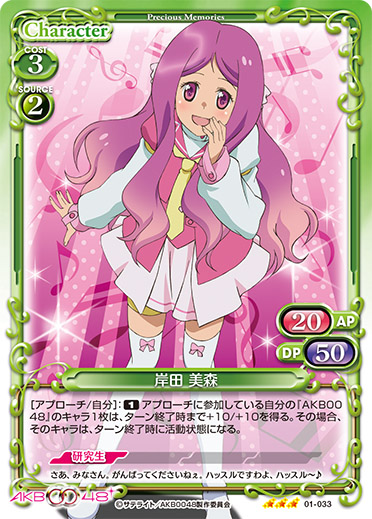 Precious Memories
Character
COST
3
SOURCE
2
20 AP
DP 50
岸田 美森
[アプローチ/自分]:1 アプローチに参加している自分の「AKB00
48」のキャラ1枚は、ターン終了時まで+10/+10を得る。その場合、
そのキャラは、ターン終了時に活動状態になる。
研究生
さあ、みなさん、がんばってくださいねぇ。ハッスルですわよ、ハッスル〜♪
AKB0048
©サテライト/AKB0048製作委員会
01-033